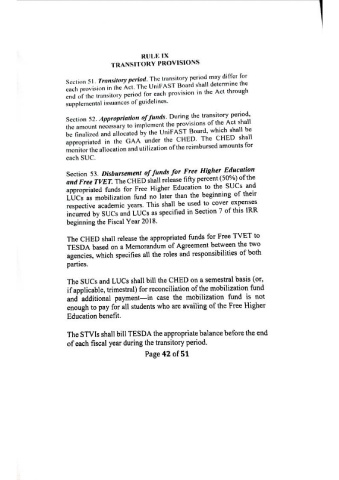 RULE IX
TRANSITORY PROVISIONS
Section 51. Transitory period. The transitory period may differ for
each provision in the Act. The UniFAST Board shall determine the
end of the transitory period for each provision in the Act through
supplemental issuances of guidelines.
Section 52. Appropriation of funds. During the transitory period,
the amount necessary to implement the provisions of the Act shall
be finalized and allocated by the UniFAST Board, which shall be
appropriated in the GAA under the CHED. The CHED shall
monitor the allocation and utilization of the reimbursed amounts for
each SUC.
Section 53. Disbursement of funds for Free Higher Education
and Free TVET. The CHED shall release fifty percent (50%) of the
appropriated funds for Free Higher Education to the SUCs and
LUCs as mobilization fund no later than the beginning of their
respective academic years. This shall be used to cover expenses
incurred by SUCs and LUCs as specified in Section 7 of this IRR
beginning the Fiscal Year 2018.
The CHED shall release the appropriated funds for Free TVET to
TESDA based on a Memorandum of Agreement between the two
agencies, which specifies all the roles and responsibilities of both
parties.
The SUCs and LUCs shall bill the CHED on a semestral basis (or,
if applicable, trimestral) for reconciliation of the mobilization fund
and additional payment—in case the mobilization fund is not
enough to pay for all students who are availing of the Free Higher
Education benefit.
The STVIs shall bill TESDA the appropriate balance before the end
of each fiscal year during the transitory period.
Page 42 of 51